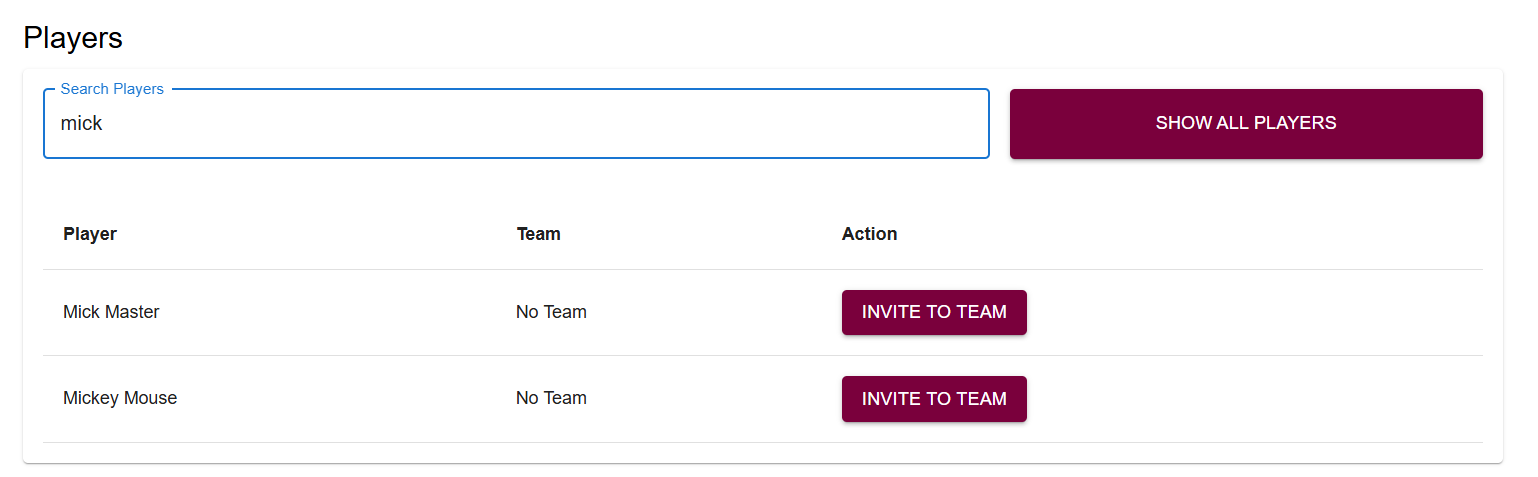 Players
Search Players
mick
SHOW ALL PLAYERS
Player Team Action
Mick Master No Team INVITE TO TEAM
Mickey Mouse No Team INVITE TO TEAM